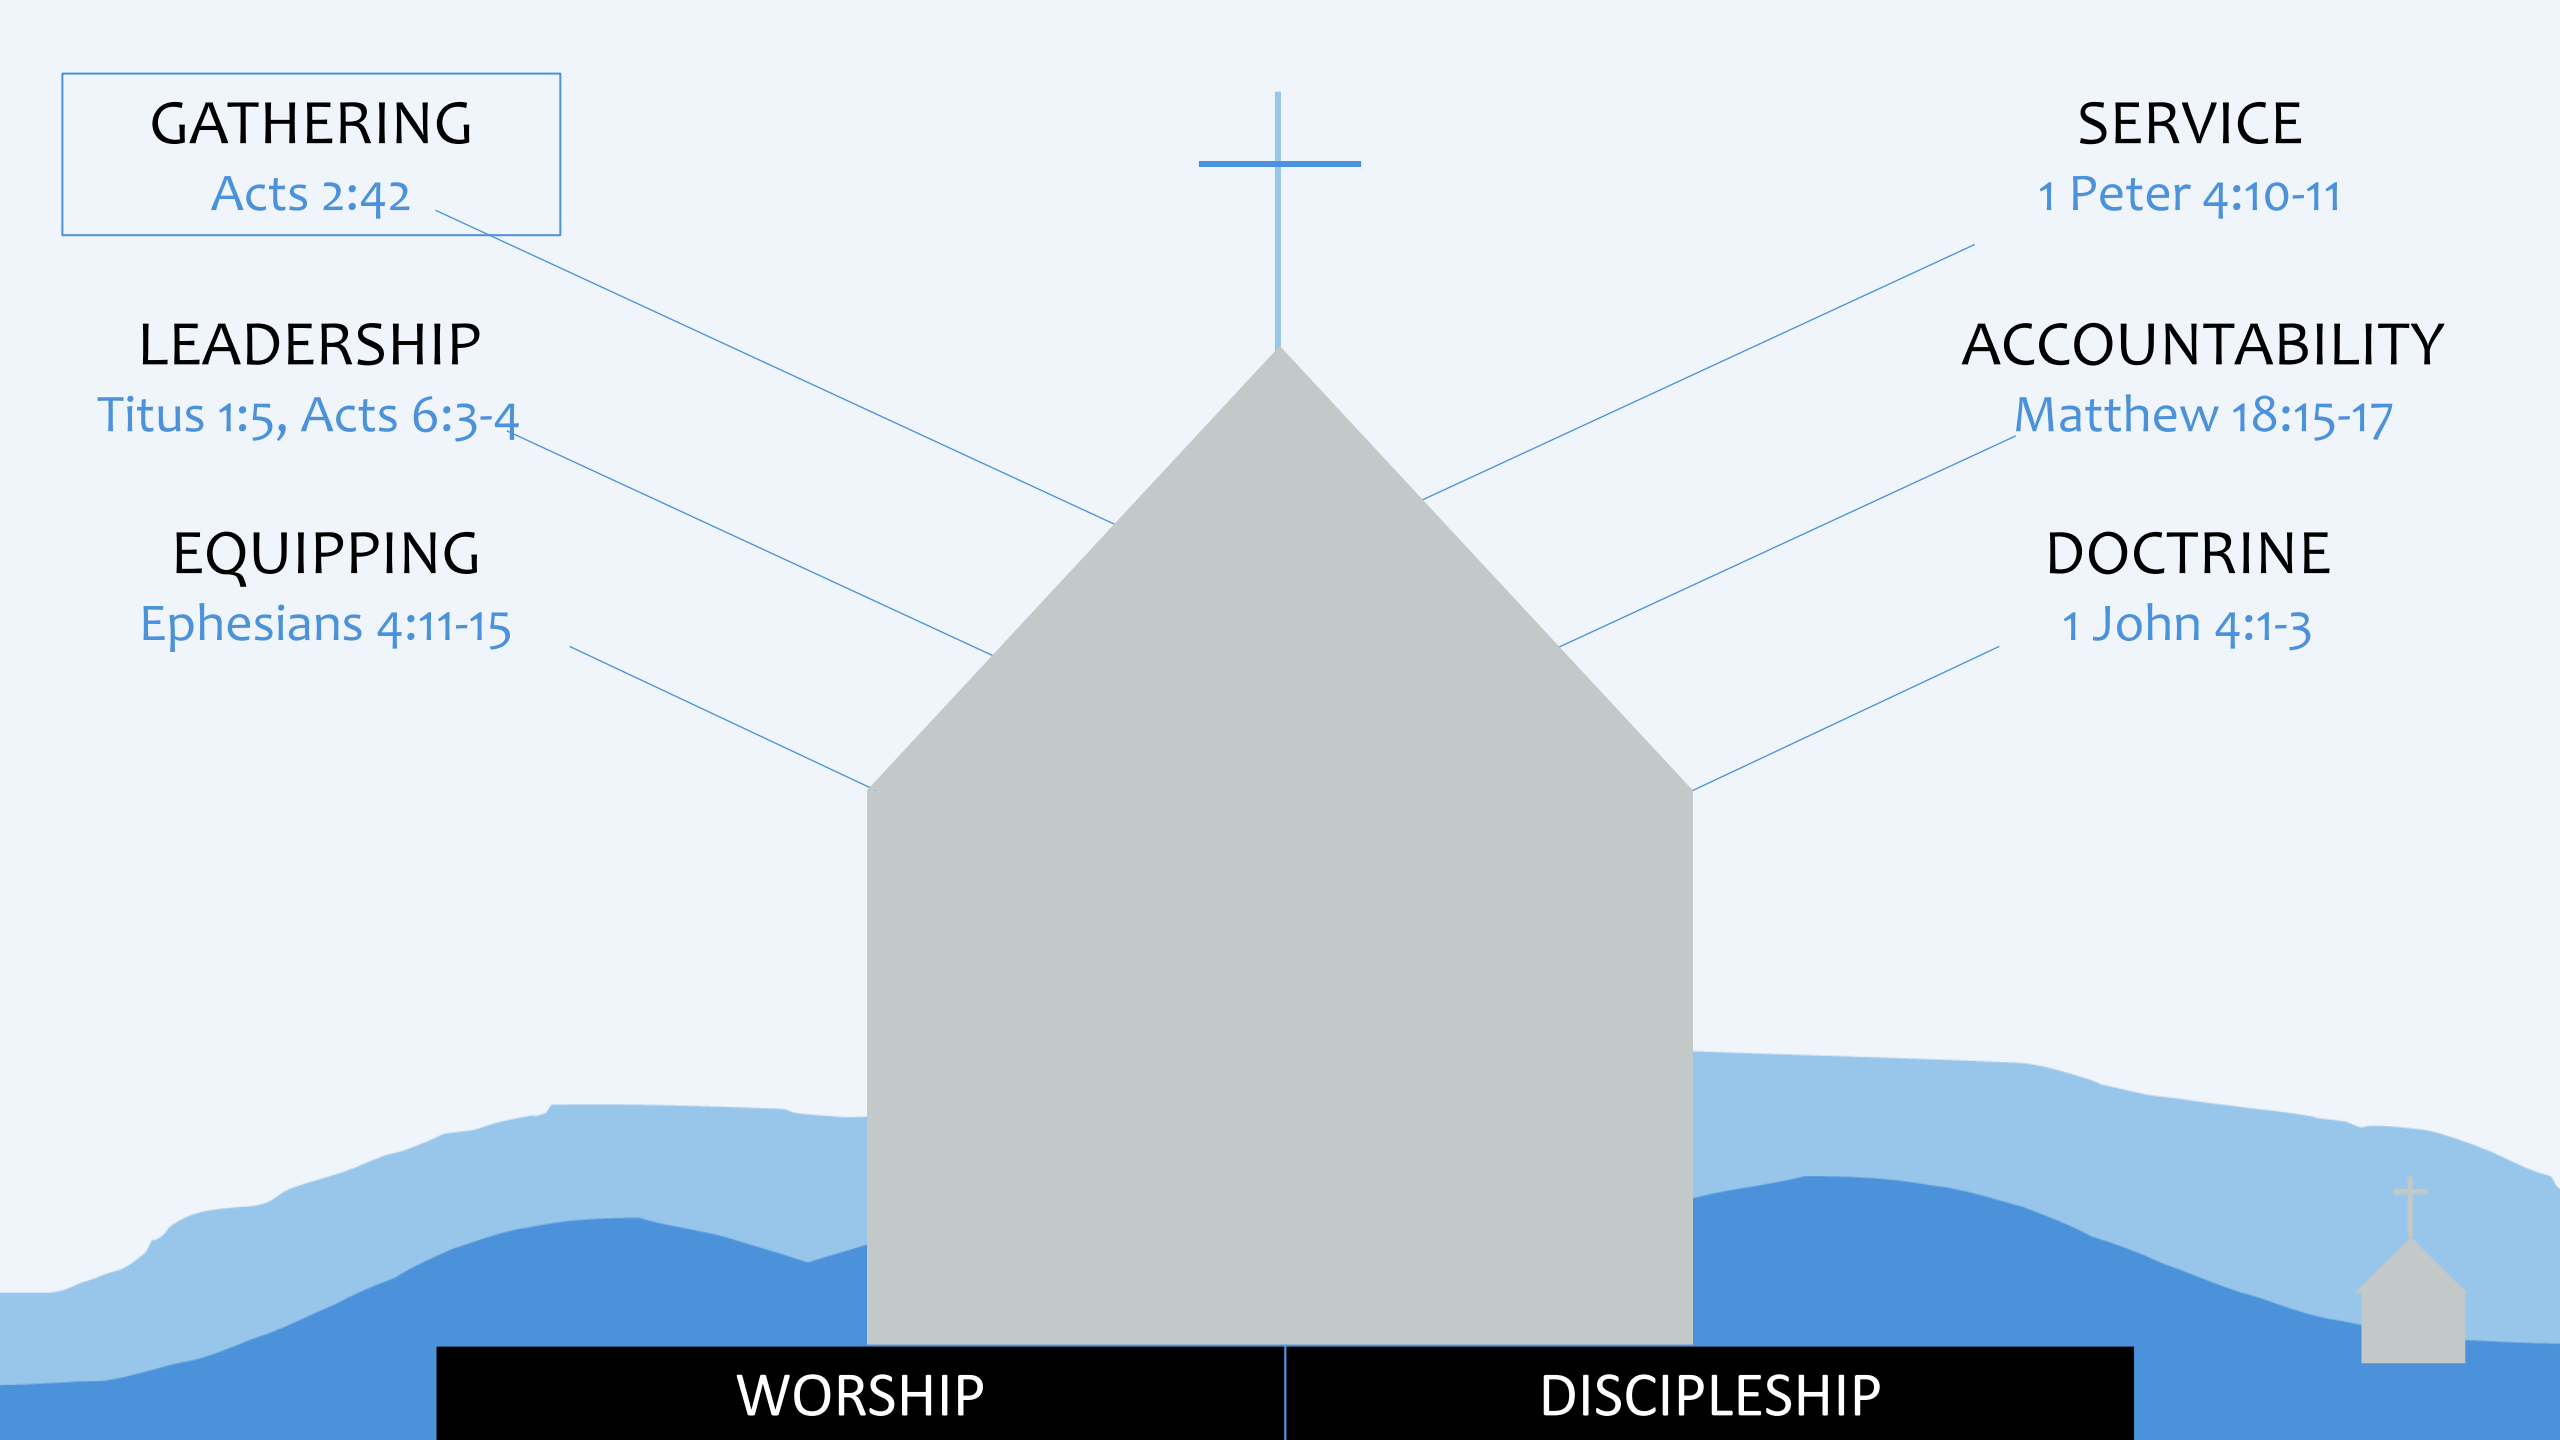 GATHERING
Acts 2:42
LEADERSHIP
Titus 1:5, Acts 6:3-4
EQUIPPING
Ephesians 4:11-15
SERVICE
1 Peter 4:10-11
ACCOUNTABILITY
Matthew 18:15-17
DOCTRINE
1 John 4:1-3
WORSHIP
DISCIPLESHIP